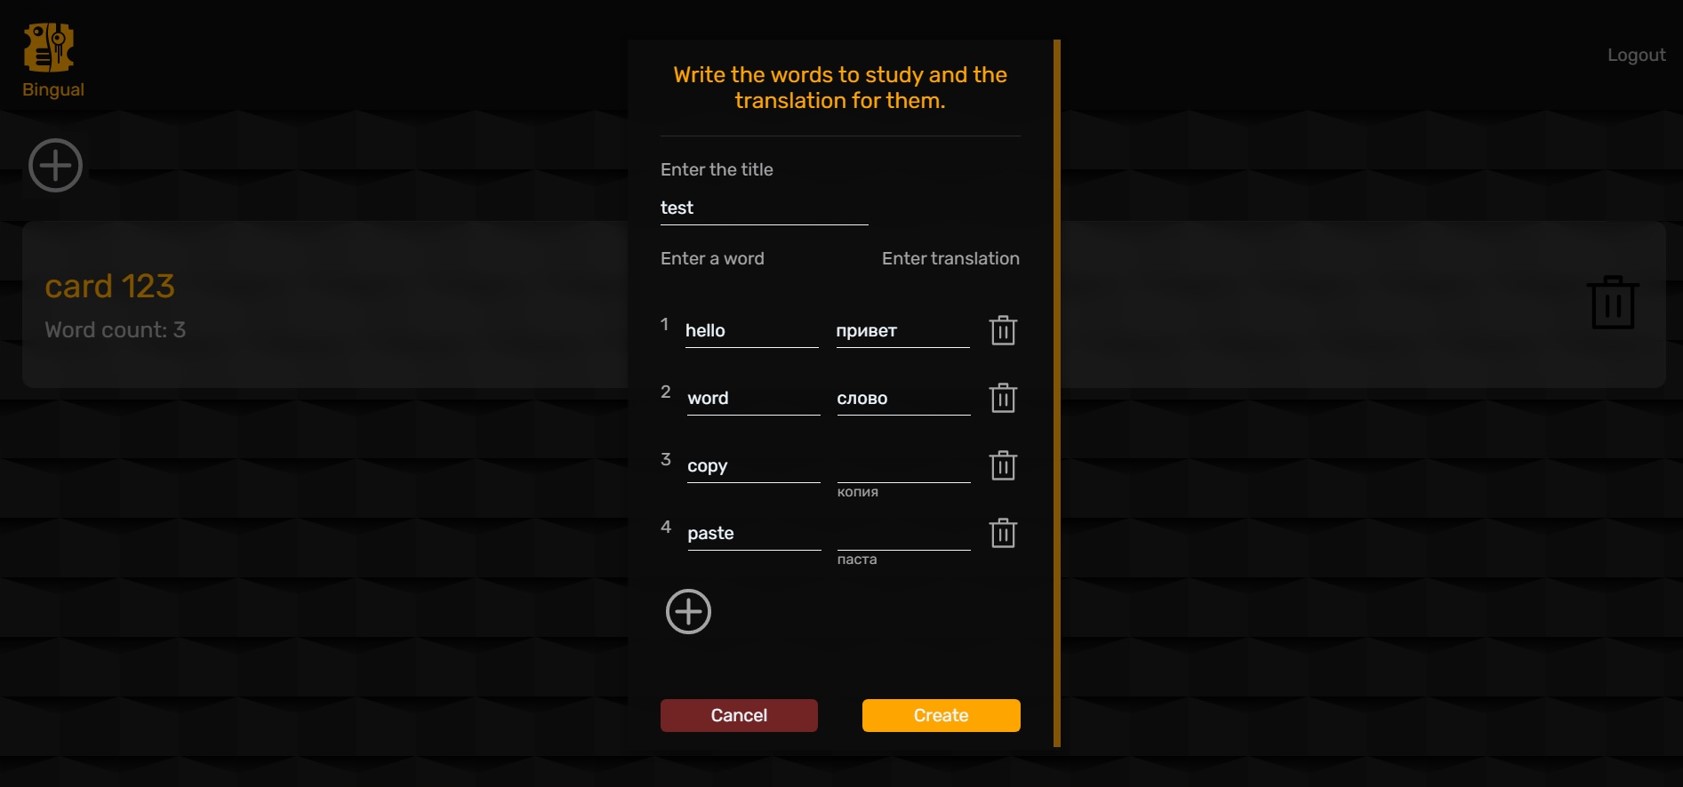 Bingual
Logout
Write the words to study and the
translation for them.
Enter the title
test
Enter a word Enter translation
1 hello привет
2 word слово
3 copy
копия
4 paste
паста
Cancel Create
card 123
Word count: 3